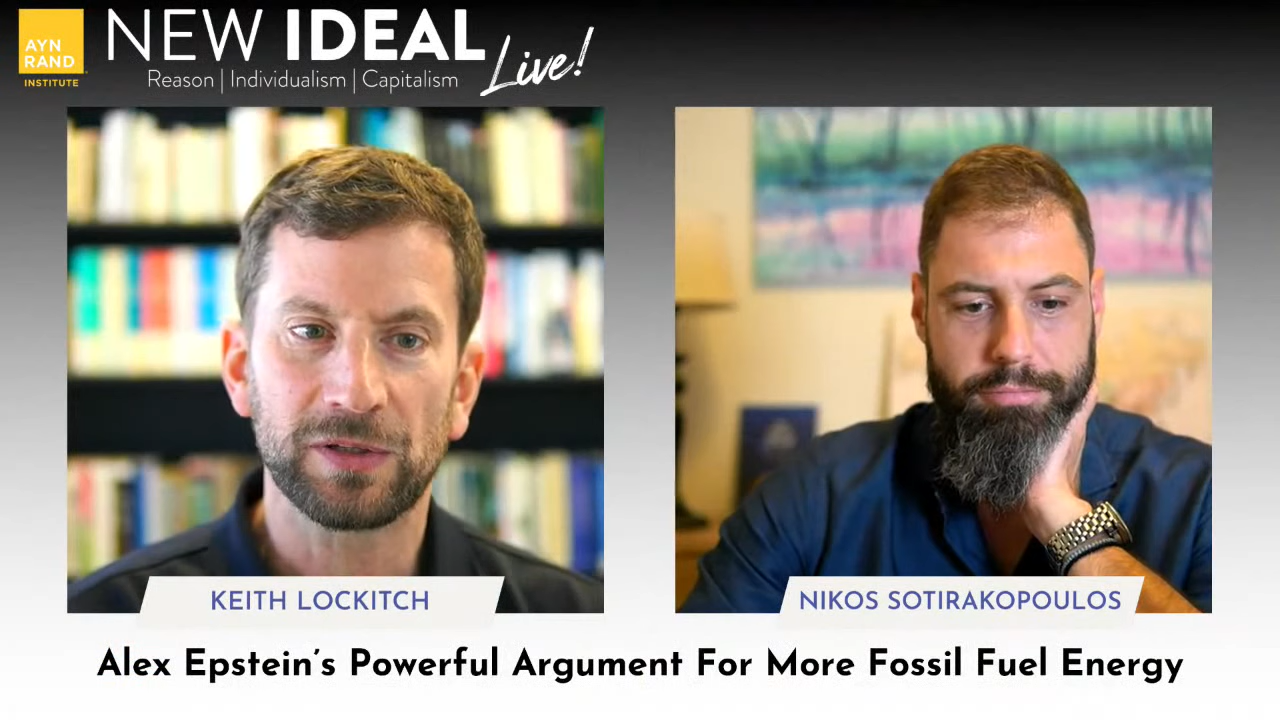 AYN
RAND
INSTITUTE
NEW IDEAL Live!
Reason | Individualism | Capitalism
KEITH LOCKITCH
NIKOS SOTIRAKOPOULOS
Alex Epstein's Powerful Argument For More Fossil Fuel Energy